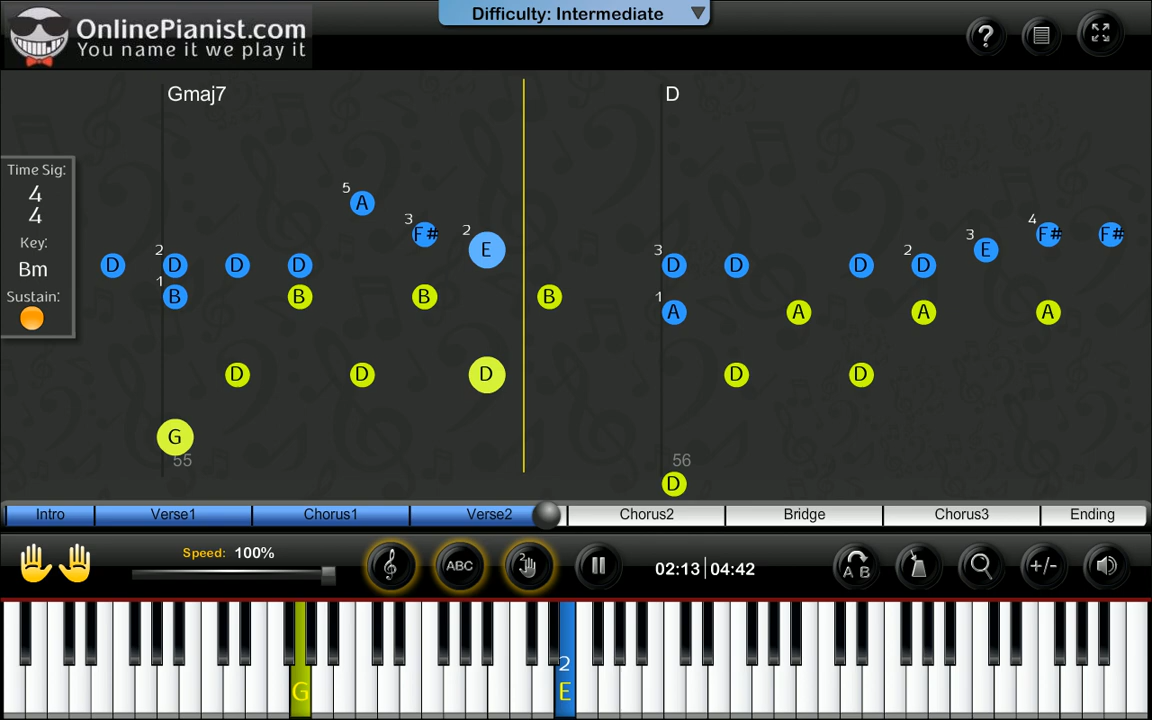 OnlinePianist.com
You name it we play it
Difficulty: Intermediate
?
Gmaj7 D
Time Sig:
4
4
Key:
Bm
Sustain:
5 A
3 F# 2 E 4 F# F#
3 E
D 2 D D D 3 D D D 2 D
1 B B B B
1 A A A A
D D D D D
G
55 56
D
Intro Verse1 Chorus1 Verse2 Chorus2 Bridge Chorus3 Ending
Speed: 100%
ABC 2 02:13 | 04:42 A B +/-
2
G E